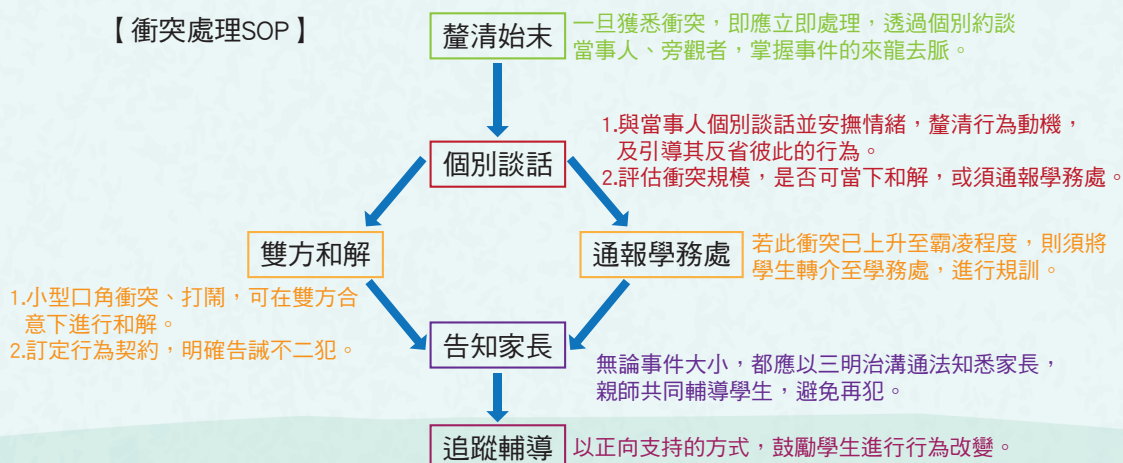 【衝突處理SOP】
釐清始末
一旦獲悉衝突，即應立即處理，透過個別約談
當事人、旁觀者，掌握事件的來龍去脈。
個別談話
1.與當事人個別談話並安撫情緒，釐清行為動機，
及引導其反省彼此的行為。
2.評估衝突規模，是否可當下和解，或須通報學務處。
雙方和解
1.小型口角衝突、打鬧，可在雙方合
意下進行和解。
2.訂定行為契約，明確告誡不二犯。
通報學務處
若此衝突已上升至霸凌程度，則須將
學生轉介至學務處，進行規訓。
告知家長
無論事件大小，都應以三明治溝通法知悉家長，
親師共同輔導學生，避免再犯。
追蹤輔導
以正向支持的方式，鼓勵學生進行行為改變。